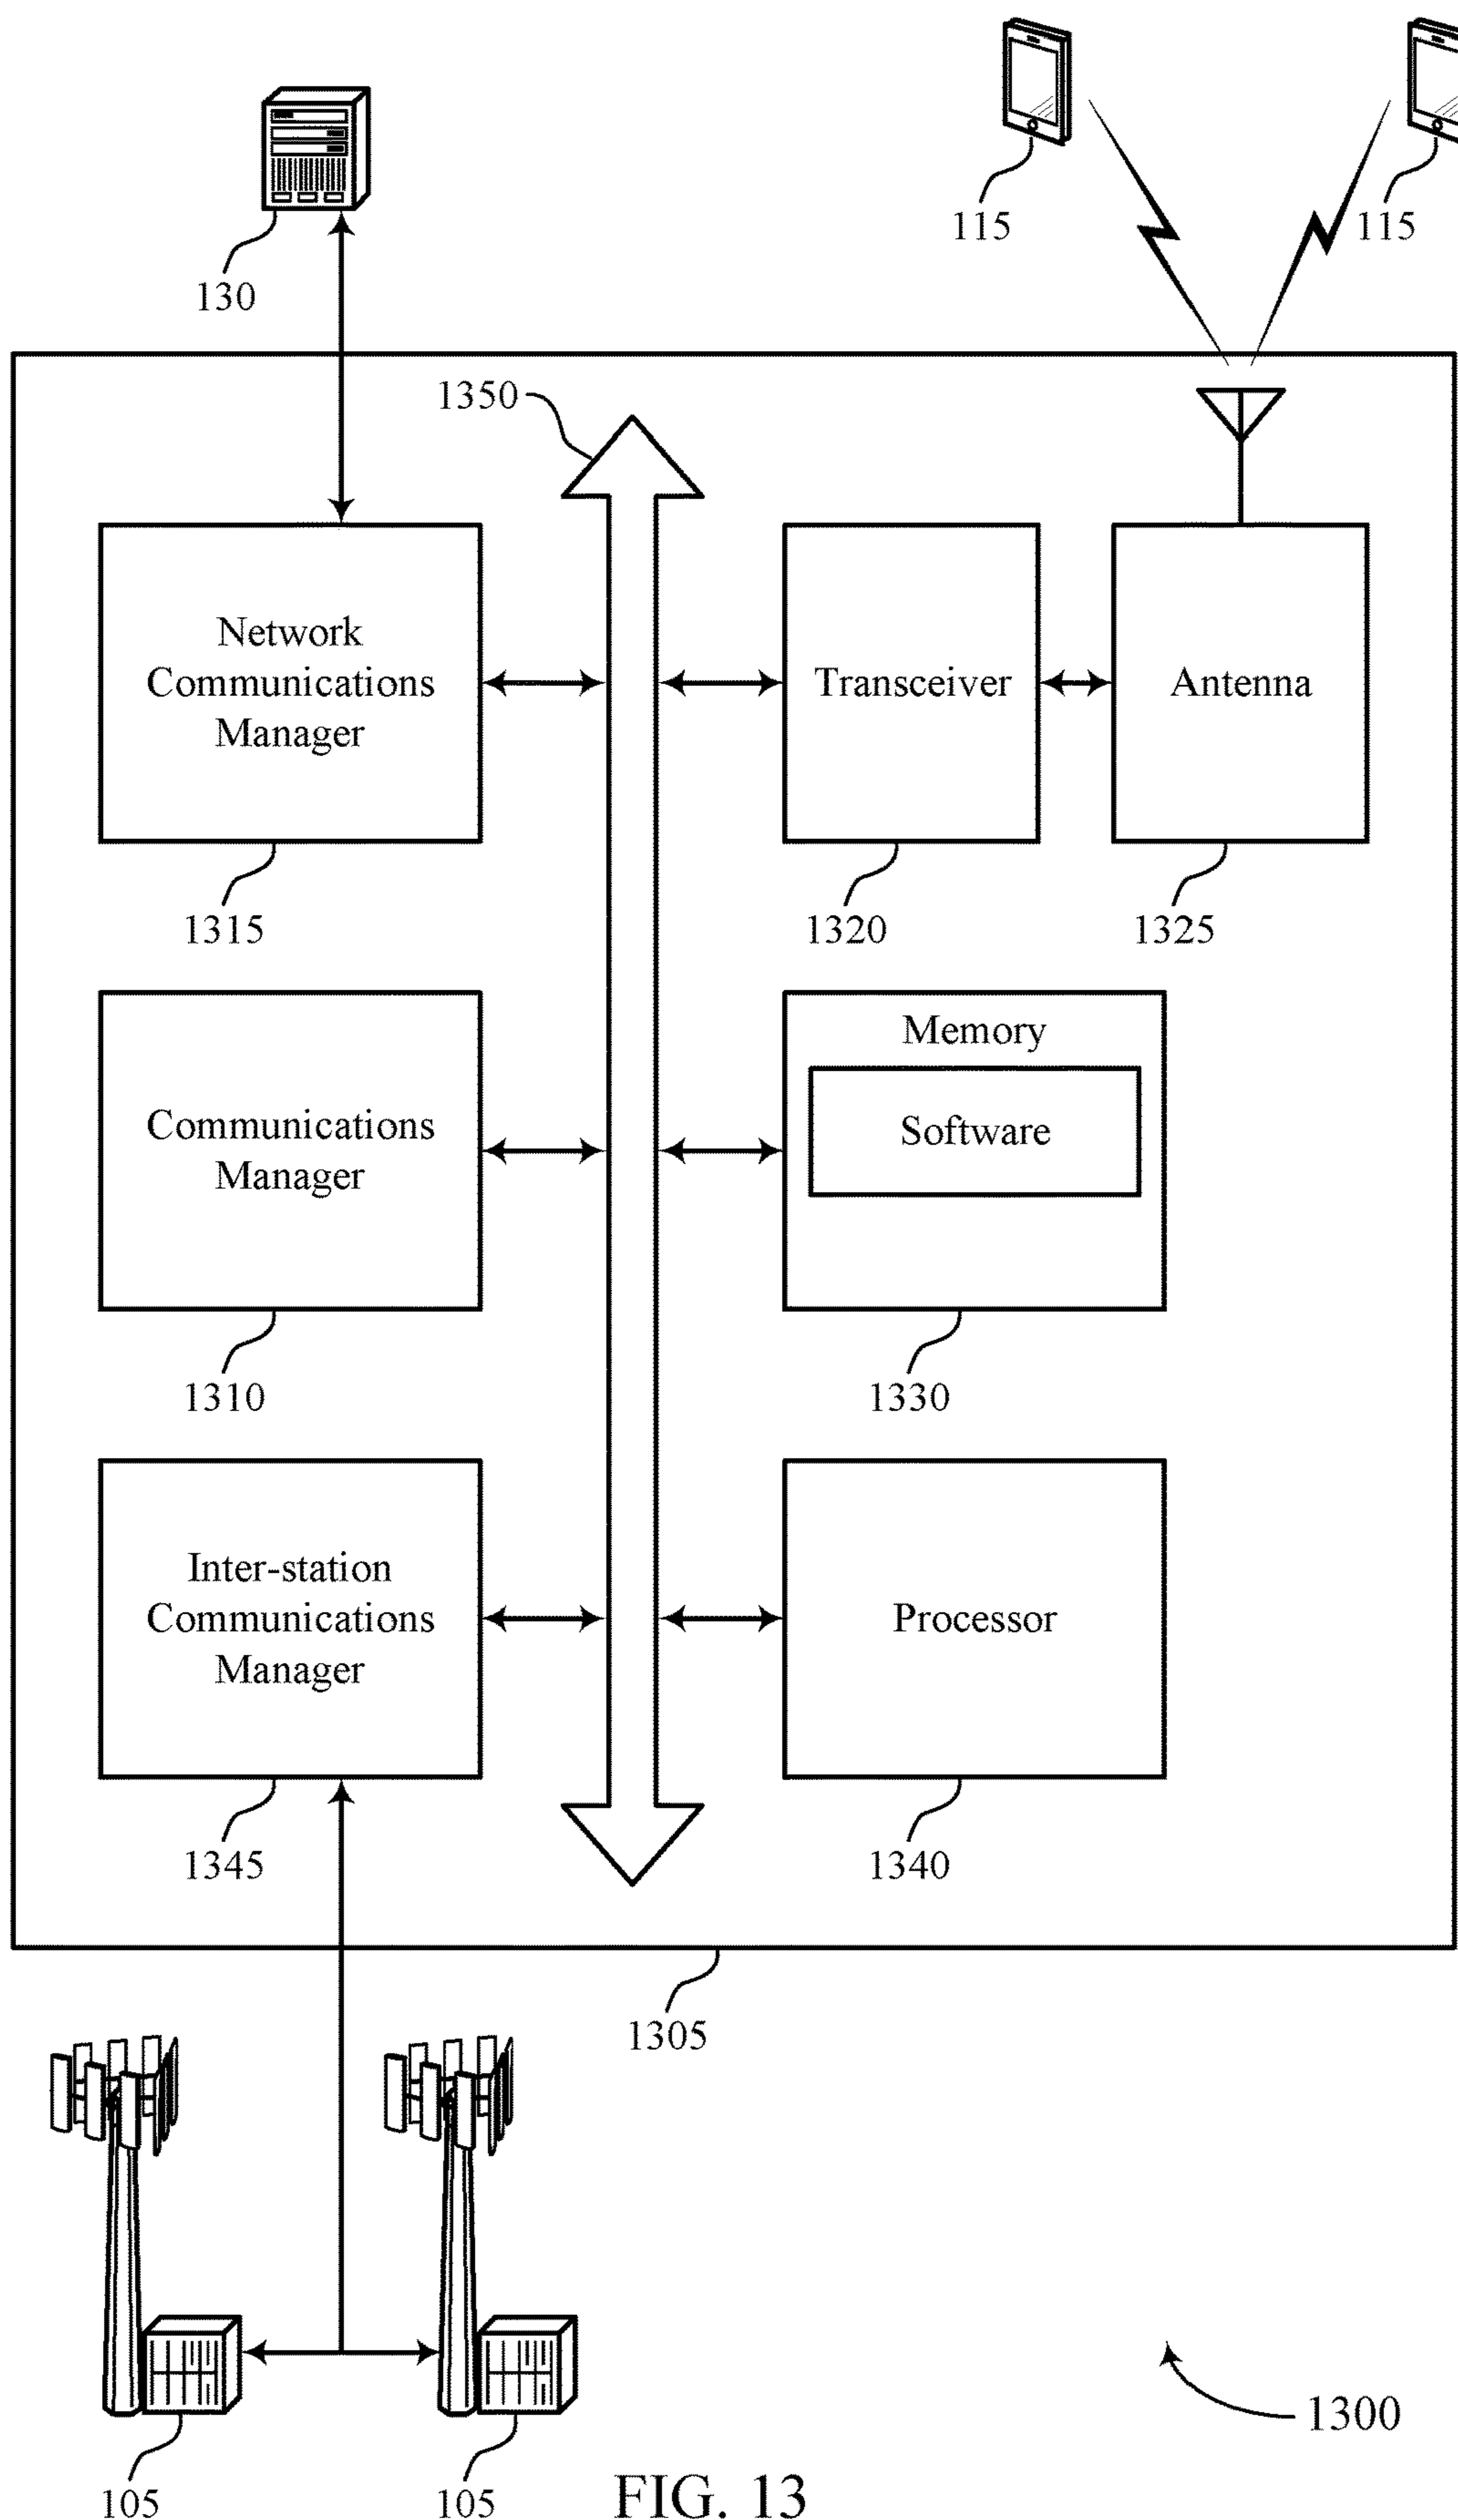 115
115
130
1350
Network
Communications
Manager
Transceiver
Antenna
1315
1320
1325
Communications
Manager
Memory
Software
1310
1330
Inter-station
Communications
Manager
Processor
1345
1340
1305
1300
105
105
FIG. 13